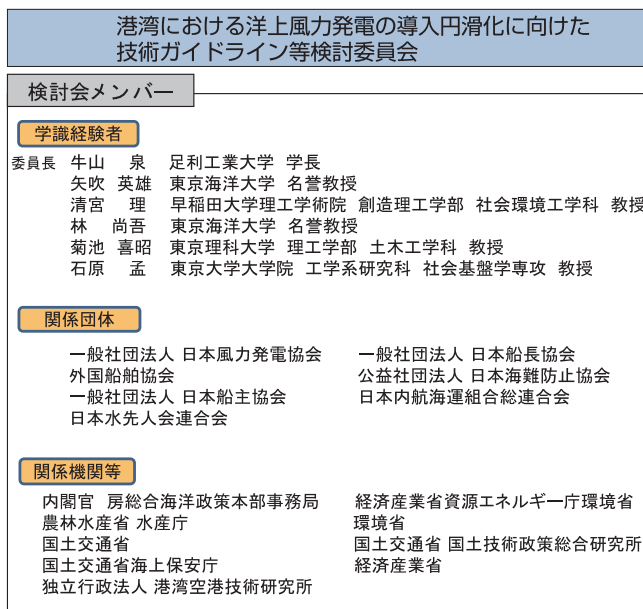 港湾における洋上風力発電の導入円滑化に向けた
技術ガイドライン等検討委員会
検討会メンバー
学識経験者
委員長 牛山 泉 足利工業大学 学長
矢吹 英雄 東京海洋大学 名誉教授
清宮 理 早稲田大学理工学術院 創造理工学部 社会環境工学科 教授
林 尚吾 東京海洋大学 名誉教授
菊池 喜昭 東京理科大学 理工学部 土木工学科 教授
石原 孟 東京大学大学院 工学系研究科 社会基盤学専攻 教授
関係団体
一般社団法人 日本風力発電協会 一般社団法人 日本船長協会
外国船舶協会 公益社団法人 日本海難防止協会
一般社団法人 日本船主協会 日本内航海運組合総連合会
日本水先人会連合会
関係機関等
内閣官 房総合海洋政策本部事務局 経済産業省資源エネルギー庁環境省
農林水産省 水産庁 環境省
国土交通省 国土交通省 国土技術政策総合研究所
国土交通省海上保安庁 経済産業省
独立行政法人 港湾空港技術研究所